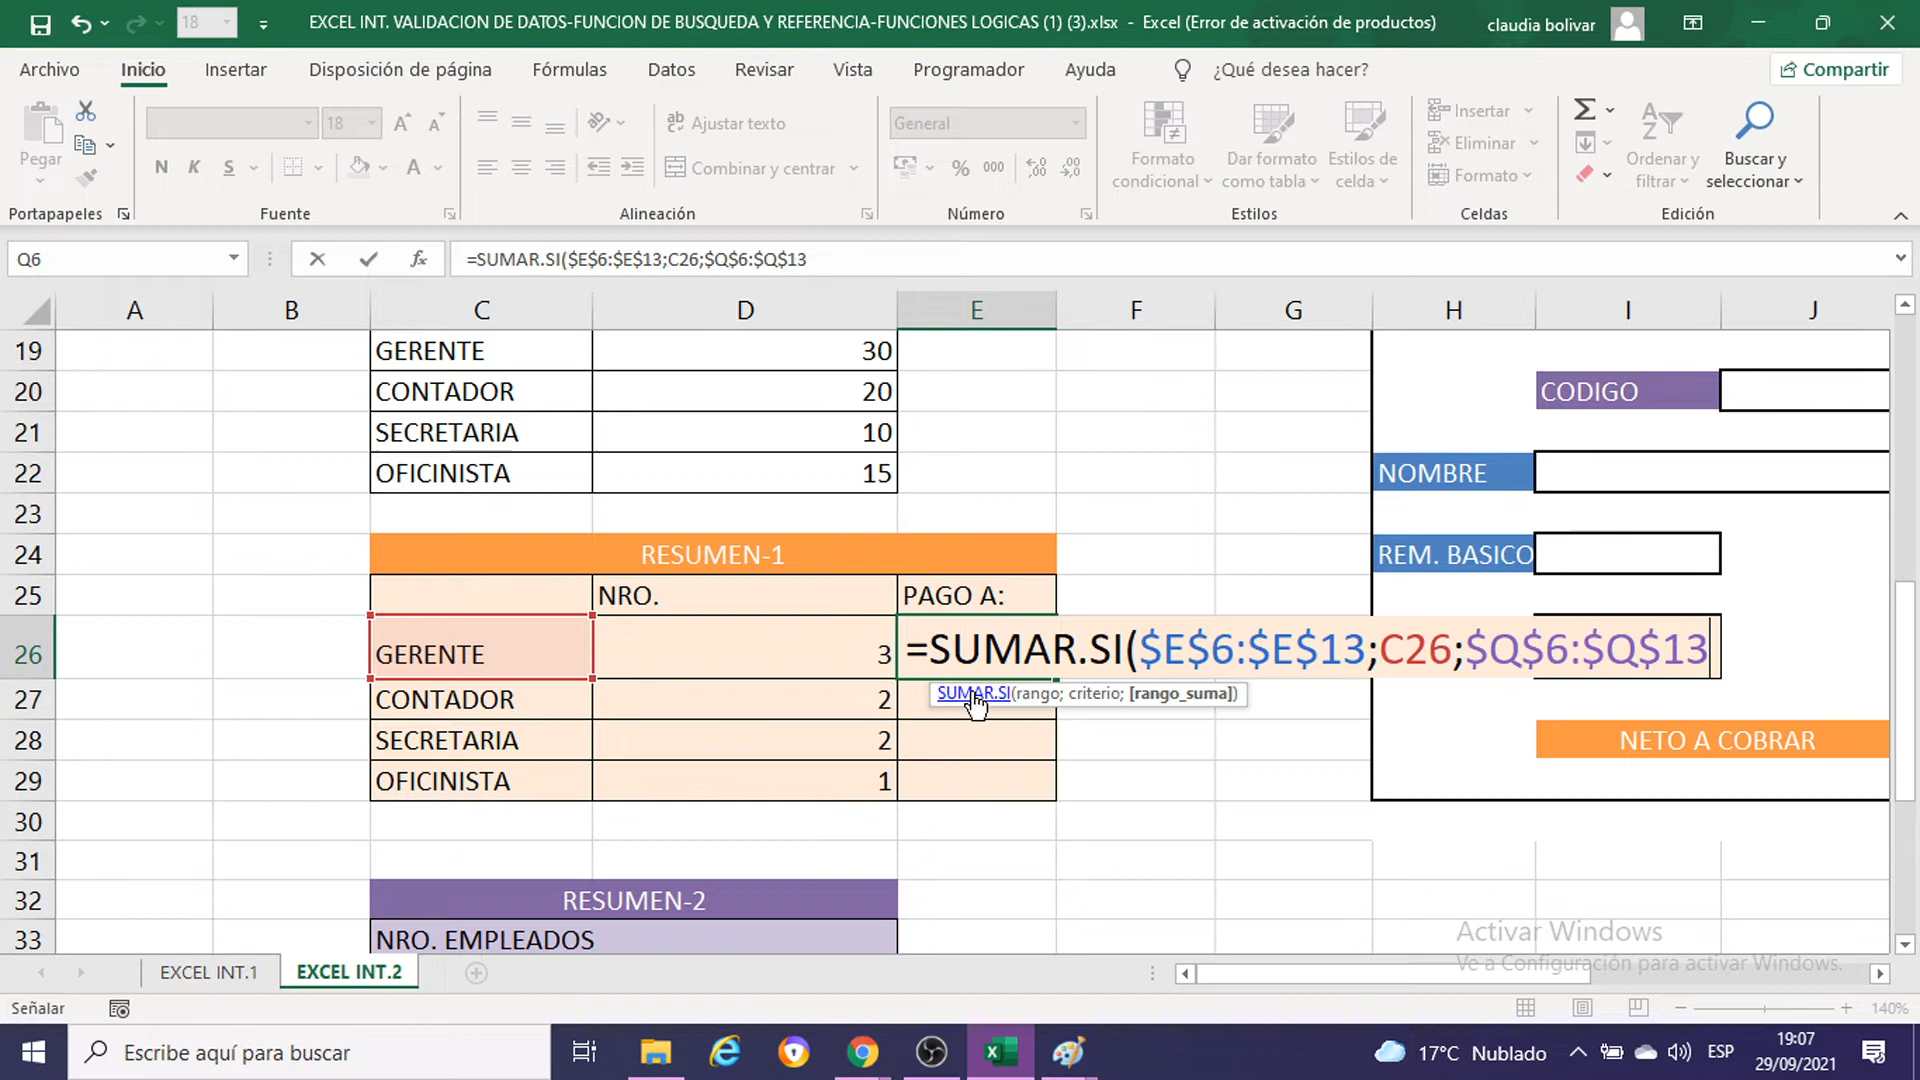 18
EXCEL INT. VALIDACION DE DATOS-FUNCION DE BUSQUEDA Y REFERENCIA-FUNCIONES LOGICAS (1) (3).xlsx - Excel (Error de activación de productos)
claudia bolivar
Archivo Inicio Insertar Disposición de página Fórmulas Datos Revisar Vista Programador Ayuda ¿Qué desea hacer? Compartir
18 A A ab Ajustar texto General Insertar
Pegar Formato condicional Dar formato como tabla Estilos de celda Eliminar Ordenar y filtrar Buscar y seleccionar
N K S A Combinar y centrar % 000 Formato
Portapapeles Fuente Alineación Número Estilos Celdas Edición
Q6 fx =SUMAR.SI($E$6:$E$13;C26;$Q$6:$Q$13
A B C D E F G H I J
19 GERENTE 30
20 CONTADOR 20 CODIGO
21 SECRETARIA 10
22 OFICINISTA 15 NOMBRE
23
24 RESUMEN-1 REM. BASICO
25 NRO. PAGO A:
26 GERENTE 3 =SUMAR.SI($E$6:$E$13;C26;$Q$6:$Q$13
SUMAR.SI(rango; criterio; [rango_suma])
27 CONTADOR 2
28 SECRETARIA 2 NETO A COBRAR
29 OFICINISTA 1
30
31
32 RESUMEN-2
33 NRO. EMPLEADOS
Activar Windows
Ve a Configuración para activar Windows.
EXCEL INT.1 EXCEL INT.2
Señalar 140%
Escribe aquí para buscar 17°C Nublado ESP 19:07
29/09/2021